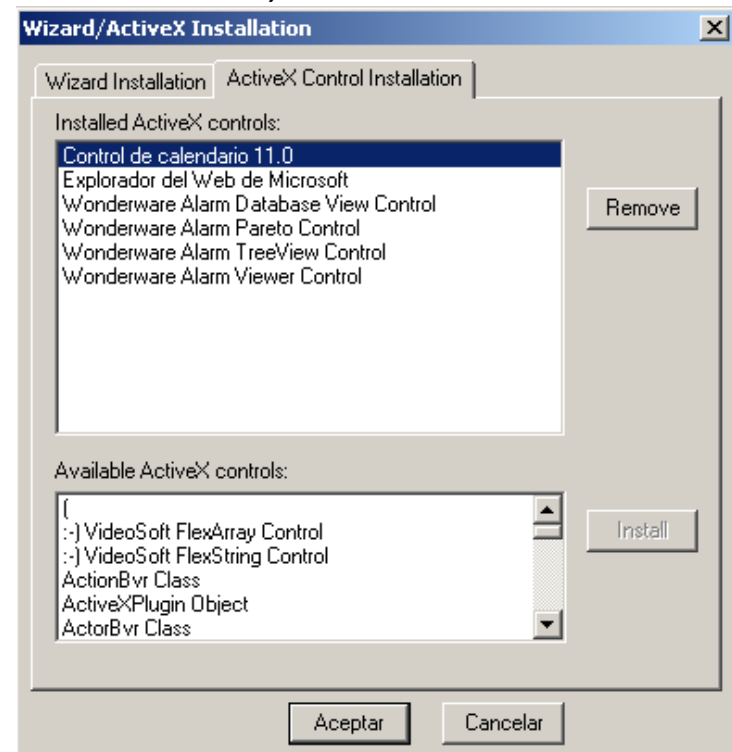 Wizard/ActiveX Installation
Wizard Installation
ActiveX Control Installation
Installed ActiveX controls:
Control de calendario 11.0
Explorador del Web de Microsoft
Wonderware Alarm Database View Control
Wonderware Alarm Pareto Control
Wonderware Alarm TreeView Control
Wonderware Alarm Viewer Control
Remove
Available ActiveX controls:
(
:-) VideoSoft FlexArray Control
:-) VideoSoft FlexString Control
ActionBvr Class
ActiveXPlugin Object
ActorBvr Class
Install
Aceptar
Cancelar